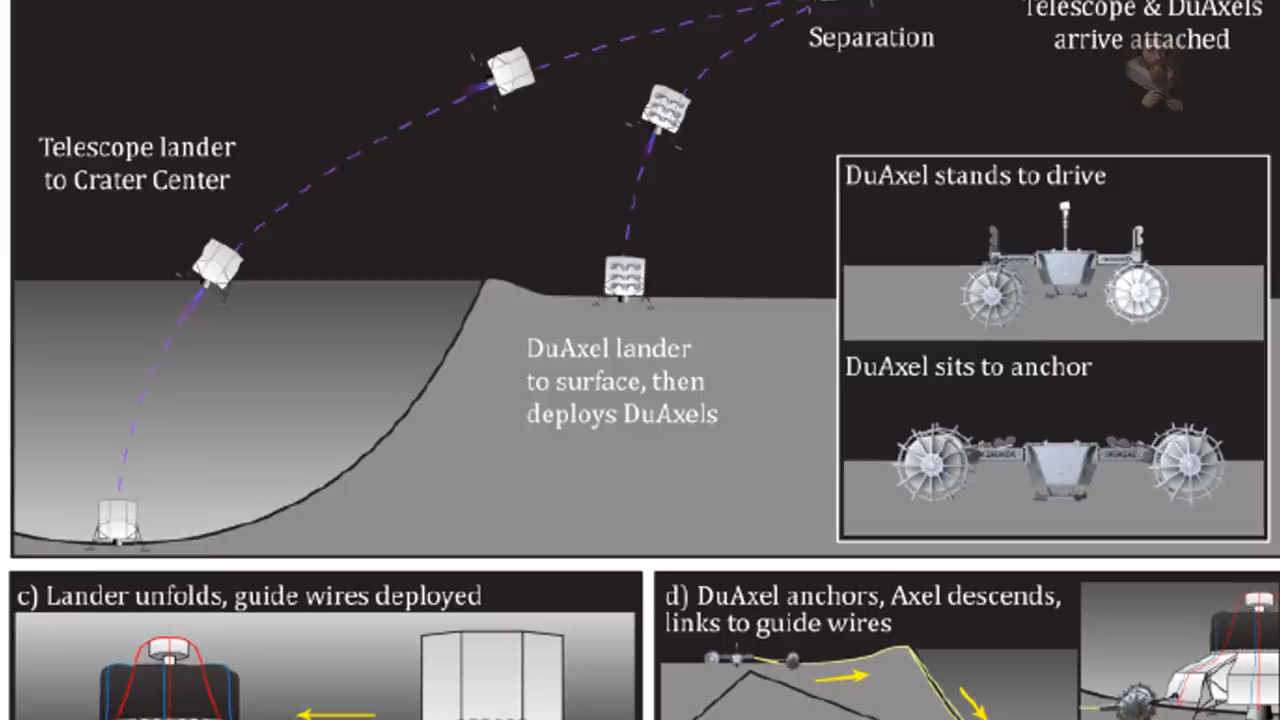 Telescope & DuAxels
arrive attached
Separation
Telescope lander
to Crater Center
DuAxel stands to drive
DuAxel lander
to surface, then
deploys DuAxels
DuAxel sits to anchor
c) Lander unfolds, guide wires deployed
d) DuAxel anchors, Axel descends,
links to guide wires